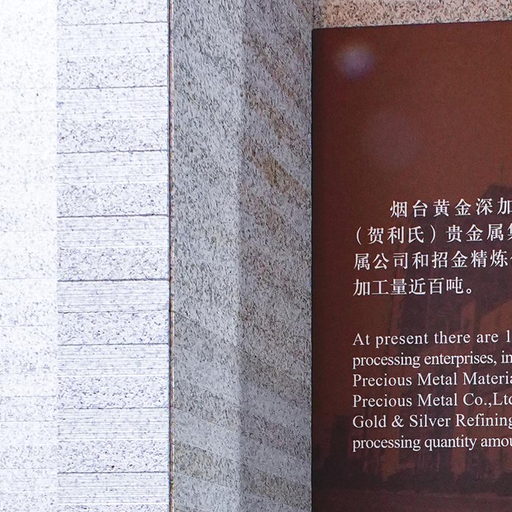 烟台黄金深加
（贺利氏）贵金属集
属公司和招金精炼
加工量近百吨。
At present there are 1
processing enterprises, in
Precious Metal Materia
Precious Metal Co.,Ltd
Gold & Silver Refining
processing quantity amou